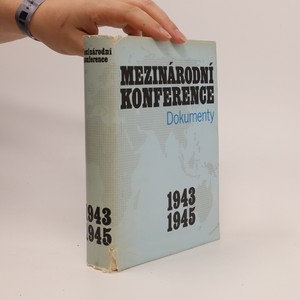 mezinárodní
konference
1943
1945
MEZINÁRODNÍ
KONFERENCE
Dokumenty
1943
1945